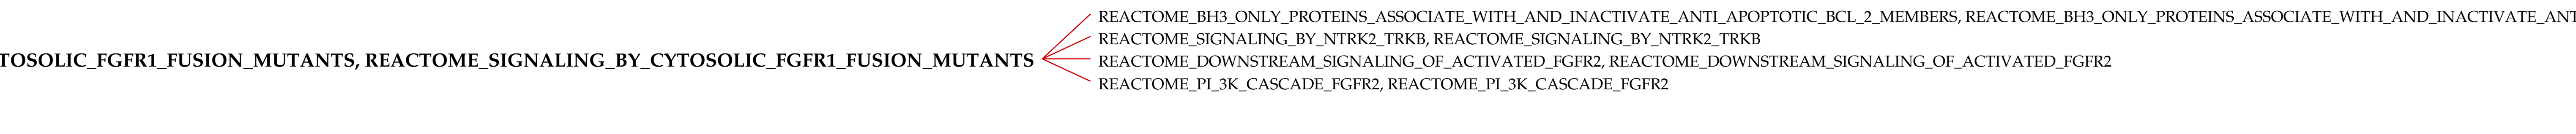 REACTOME_BH3_ONLY_PROTEINS_ASSOCIATE_WITH_AND_INACTIVATE_ANTI_APOPTOTIC_BCL_2_MEMBERS, REACTOME_BH3_ONLY_PROTEINS_ASSOCIATE_WITH_AND_INACTIVATE_ANT
REACTOME_SIGNALING_BY_NTRK2_TRKB, REACTOME_SIGNALING_BY_NTRK2_TRKB
TOSOLIC_FGFR1_FUSION_MUTANTS, REACTOME_SIGNALING_BY_CYTOSOLIC_FGFR1_FUSION_MUTANTS
REACTOME_DOWNSTREAM_SIGNALING_OF_ACTIVATED_FGFR2, REACTOME_DOWNSTREAM_SIGNALING_OF_ACTIVATED_FGFR2
REACTOME_PI_3K_CASCADE_FGFR2, REACTOME_PI_3K_CASCADE_FGFR2